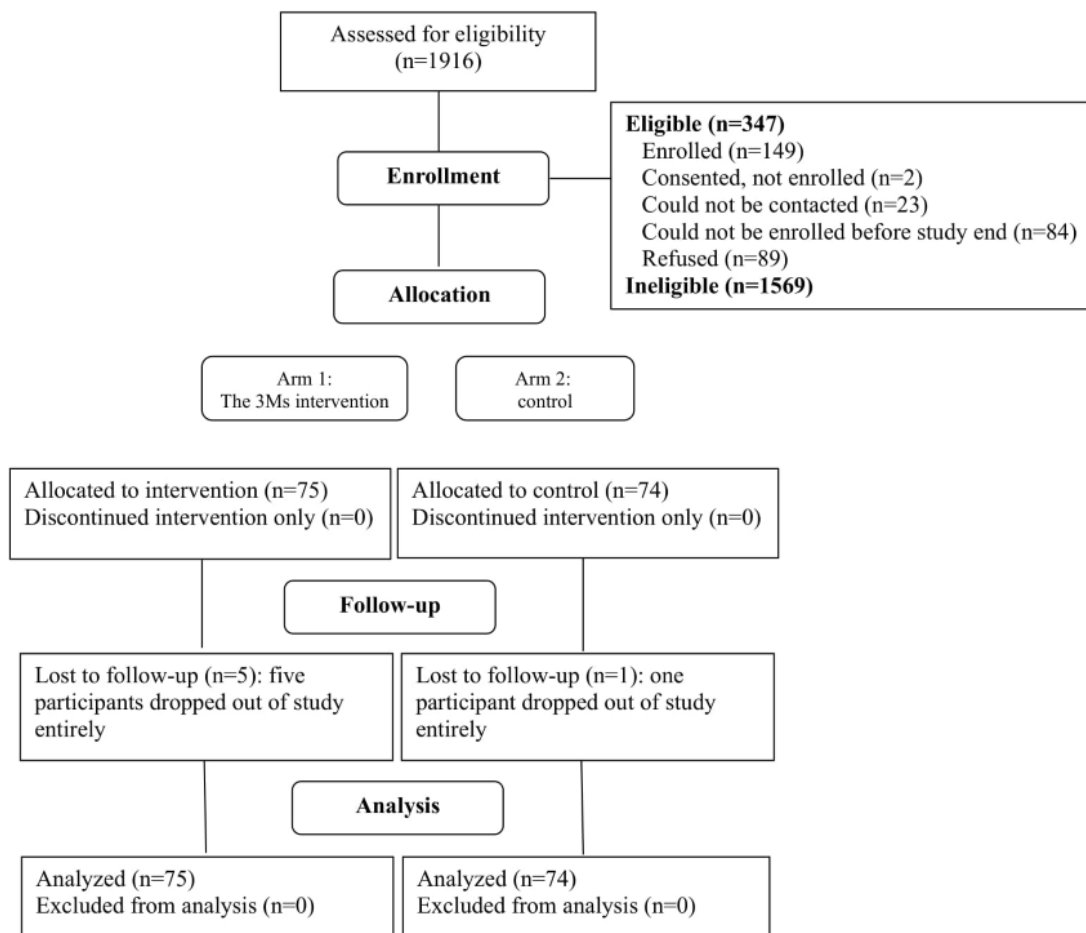 Assessed for eligibility
(n=1916)
Eligible (n=347)
Enrolled (n=149)
Consented, not enrolled (n=2)
Could not be contacted (n=23)
Could not be enrolled before study end (n=84)
Refused (n=89)
Ineligible (n=1569)
Enrollment
Allocation
Arm 1:
The 3Ms intervention
Arm 2:
control
Allocated to intervention (n=75)
Discontinued intervention only (n=0)
Allocated to control (n=74)
Discontinued intervention only (n=0)
Follow-up
Lost to follow-up (n=5): five
participants dropped out of study
entirely
Lost to follow-up (n=1): one
participant dropped out of study
entirely
Analysis
Analyzed (n=75)
Excluded from analysis (n=0)
Analyzed (n=74)
Excluded from analysis (n=0)